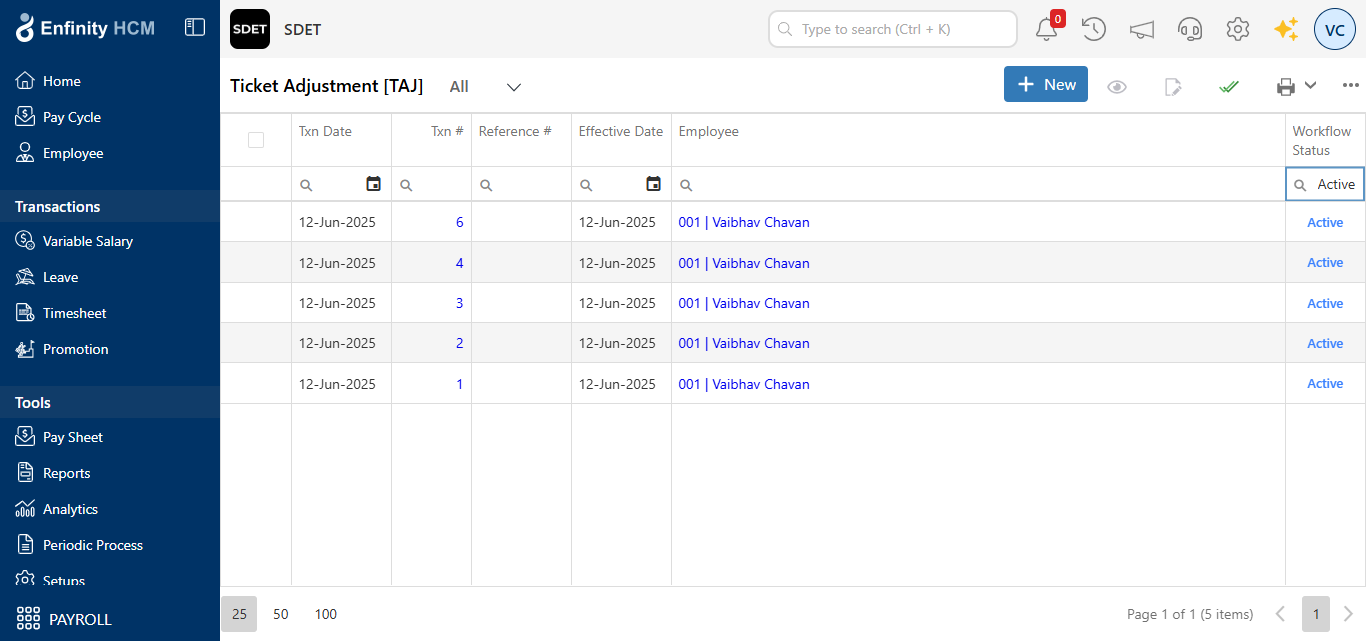 Enfinity HCM
SDET SDET
Type to search (Ctrl + K)
0
VC
Home
Pay Cycle
Employee
Transactions
Variable Salary
Leave
Timesheet
Promotion
Tools
Pay Sheet
Reports
Analytics
Periodic Process
Setups
PAYROLL
Ticket Adjustment [TAJ] All
New
Txn Date Txn # Reference # Effective Date Employee Workflow Status
Active
12-Jun-2025 6 12-Jun-2025 001 | Vaibhav Chavan Active
12-Jun-2025 4 12-Jun-2025 001 | Vaibhav Chavan Active
12-Jun-2025 3 12-Jun-2025 001 | Vaibhav Chavan Active
12-Jun-2025 2 12-Jun-2025 001 | Vaibhav Chavan Active
12-Jun-2025 1 12-Jun-2025 001 | Vaibhav Chavan Active
25 50 100
Page 1 of 1 (5 items) 1